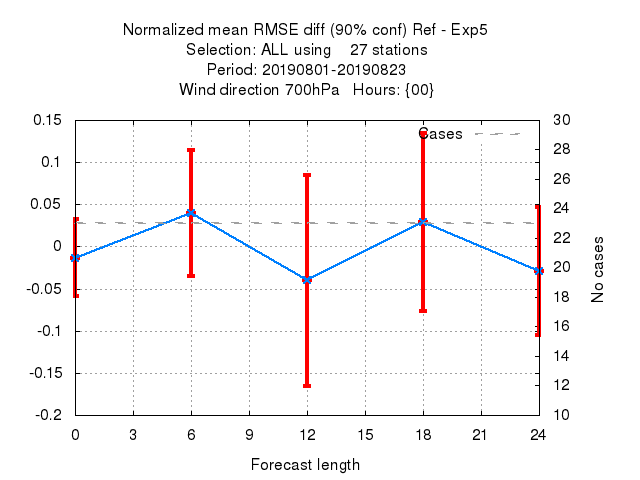 Normalized mean RMSE diff (90% conf) Ref - Exp5
Selection: ALL using 27 stations
Period: 20190801-20190823
Wind direction 700hPa Hours: {00}
Cases
0.15
0.1
0.05
0
-0.05
-0.1
-0.15
-0.2
30
28
26
24
22
20
18
16
14
12
10
No cases
0 3 6 9 12 15 18 21 24
Forecast length